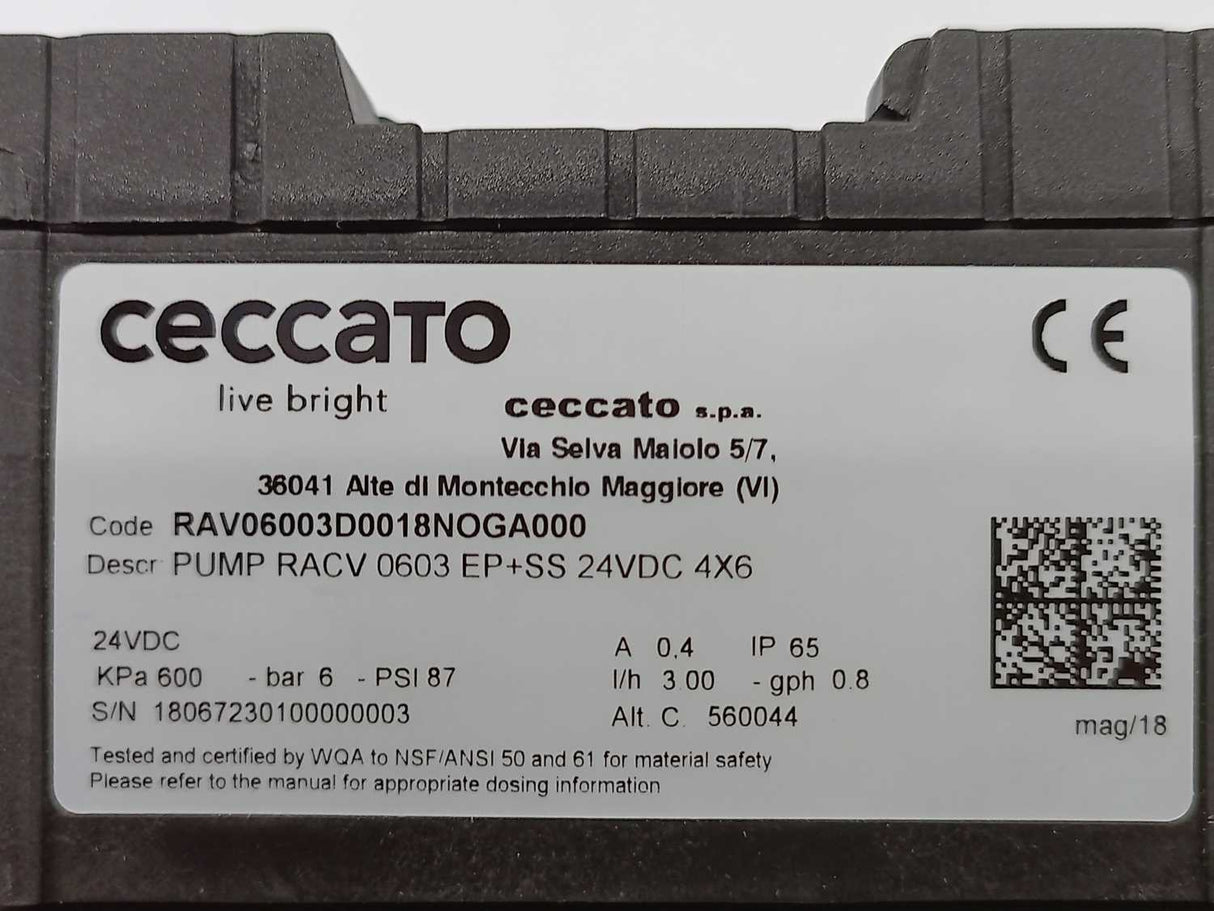 ceccato
live bright
CE
ceccato s.p.a.
Via Selva Maiolo 5/7,
36041 Alte di Montecchio Maggiore (VI)
Code RAV06003D0018NOGA000
Descr PUMP RACV 0603 EP+SS 24VDC 4X6
24VDC A 0,4 IP 65
KPa 600 - bar 6 - PSI 87 l/h 3.00 - gph 0.8
S/N 18067230100000003 Alt. C. 560044
mag/18
Tested and certified by WQA to NSF/ANSI 50 and 61 for material safety
Please refer to the manual for appropriate dosing information